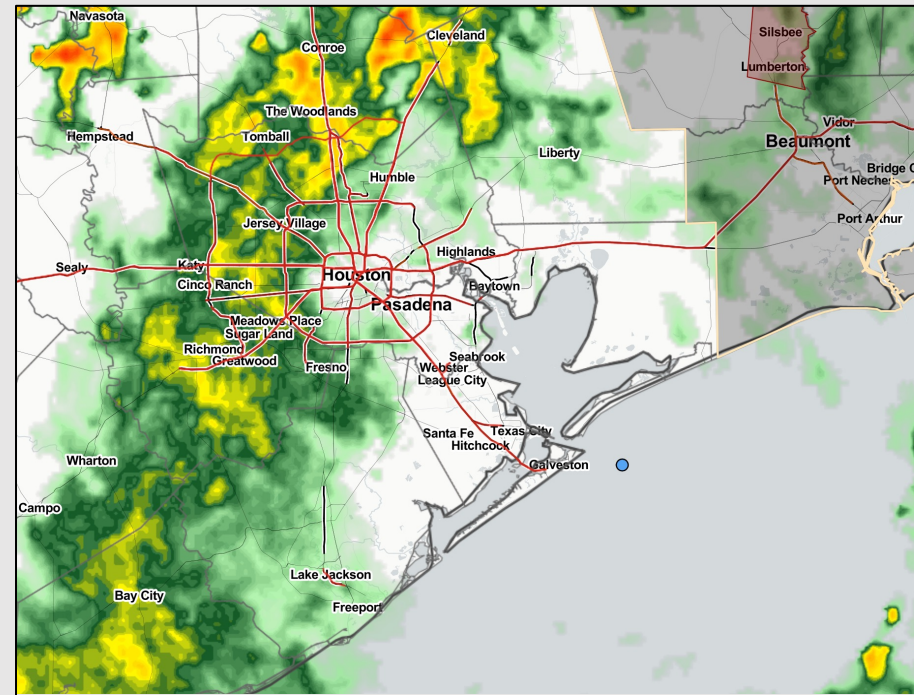 Navasota
Silsbee
Cleveland
Conroe
Lumberton
The Woodlands
Vidor
Hempstead
Tomball
Beaumont
Liberty
Bridge C
Humble
Port Neches
Port Arthur
Jersey Village
Highlands
Sealy
Katy
Houston
Cinco Ranch
Baytown
Pasadena
Meadows Place
Sugar Land
Richmond
Seabrook
Greatwood
Fresno
Webster
League City
Santa Fe
Texas City
Hitchcock
Wharton
Galveston
Campo
Lake Jackson
Bay City
Freeport